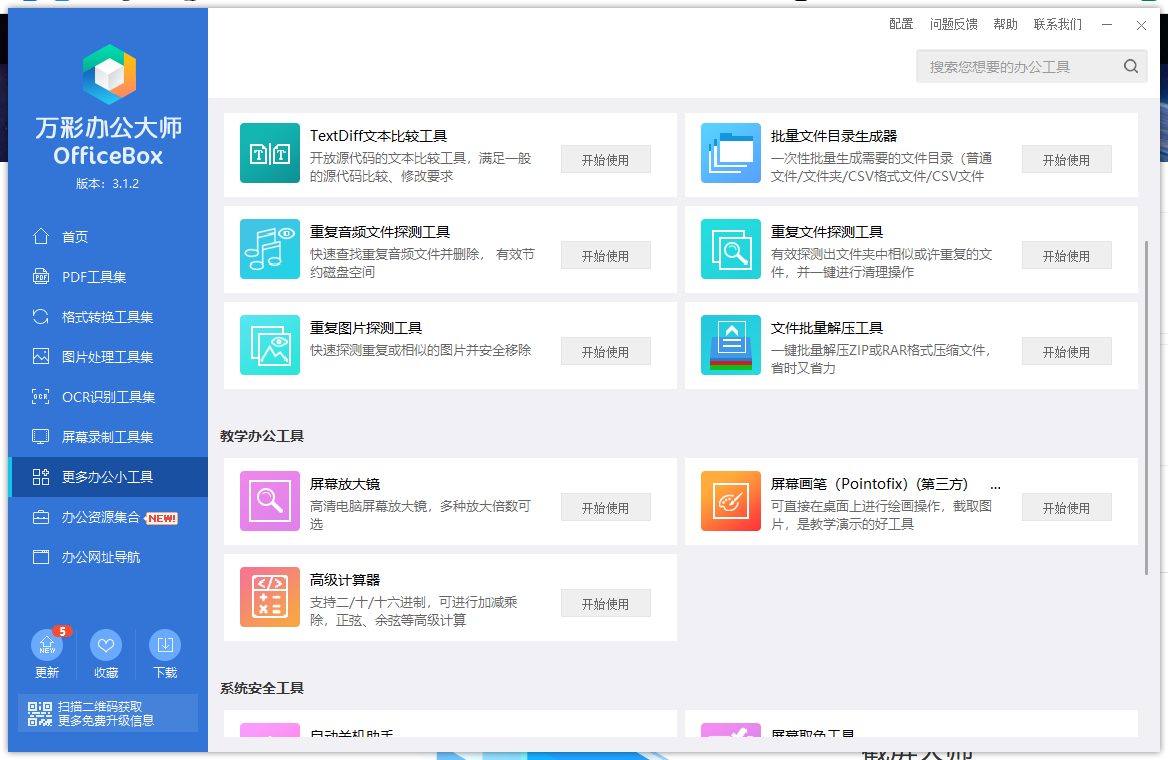 配置 问题反馈 帮助 联系我们
搜索您想要的办公工具
万彩办公大师
OfficeBox
版本：3.1.2
首页
PDF工具集
格式转换工具集
图片处理工具集
OCR识别工具集
屏幕录制工具集
更多办公小工具
办公资源集合 NEW!
办公网址导航
5
NEW
更新 收藏 下载
扫描二维码获取
更多免费升级信息
TextDiff文本比较工具
开放源代码的文本比较工具，满足一般
的源代码比较、修改要求
开始使用
批量文件目录生成器
一次性批量生成需要的文件目录（普通
文件/文件夹/CSV格式文件/CSV文件
开始使用
重复音频文件探测工具
快速查找重复音频文件并删除， 有效节
约磁盘空间
开始使用
重复文件探测工具
有效探测出文件夹中相似或许重复的文
件，并一键进行清理操作
开始使用
重复图片探测工具
快速探测重复或相似的图片并安全移除
开始使用
文件批量解压工具
一键批量解压ZIP或RAR格式压缩文件，
省时又省力
开始使用
教学办公工具
屏幕放大镜
高清电脑屏幕放大镜，多种放大倍数可
选
开始使用
屏幕画笔（Pointofix）(第三方） ...
可直接在桌面上进行绘画操作，截取图
片，是教学演示的好工具
开始使用
高级计算器
支持二/十/十六进制，可进行加减乘
除，正弦、余弦等高级计算
开始使用
系统安全工具
自动关机助手
屏幕取色工具
截屏大师